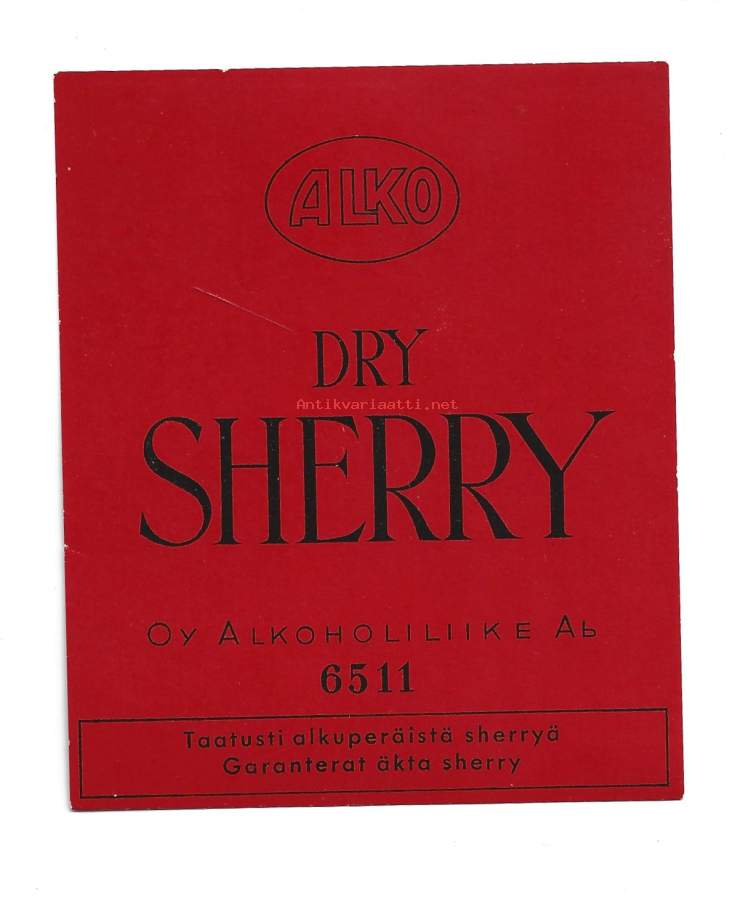 ALKO
DRY
Antikvariaatti.net
SHERRY
Oy ALKOHOLILIIKE Ab
6511
Taatusti alkuperäistä sherryä
Garanterat äkta sherry